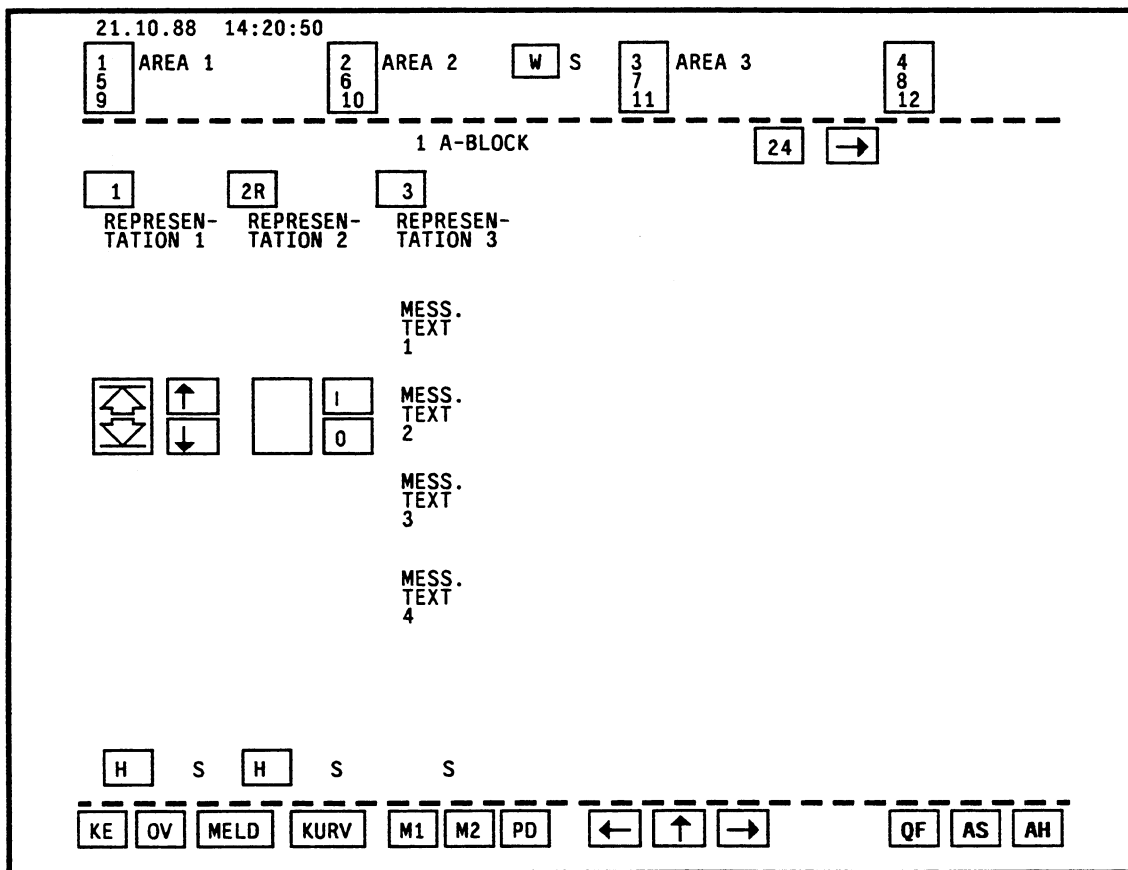 21.10.88 14:20:50
1 AREA 1 2 AREA 2 W S 3 AREA 3 4
5 6 7 8
9 10 11 12
1 A-BLOCK 24 →
1 2R 3
REPRESEN- REPRESEN- REPRESEN-
TATION 1 TATION 2 TATION 3
MESS.
TEXT
1
↑ I MESS.
TEXT
↓ 0 2
MESS.
TEXT
3
MESS.
TEXT
4
H S H S S
KE OV MELD KURV M1 M2 PD ← ↑ → QF AS AH